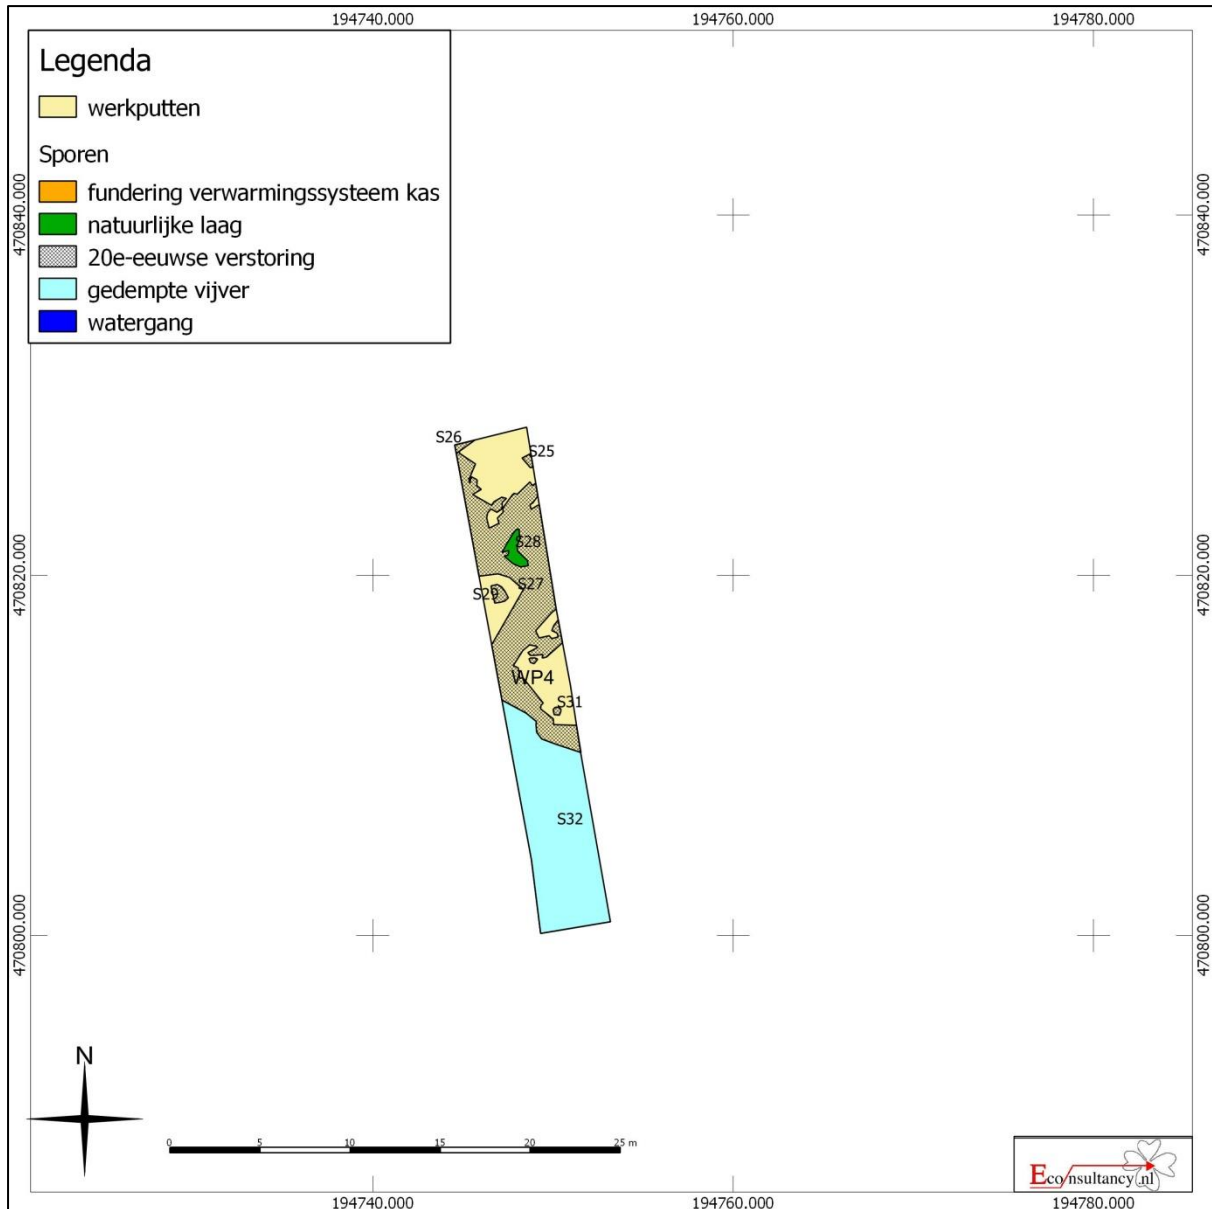 194740.000 194760.000 194780.000
Legenda
werkputten
Sporen
fundering verwarmingssysteem kas
natuurlijke laag
20e-eeuwse verstoring
gedempte vijver
watergang
470840.000 470840.000
S26
S25
S28
470820.000 470820.000
S27
S29
WP4
S31
S32
470800.000 470800.000
N
0 5 10 15 20 25 m
Econsultancy.nl
194740.000 194760.000 194780.000